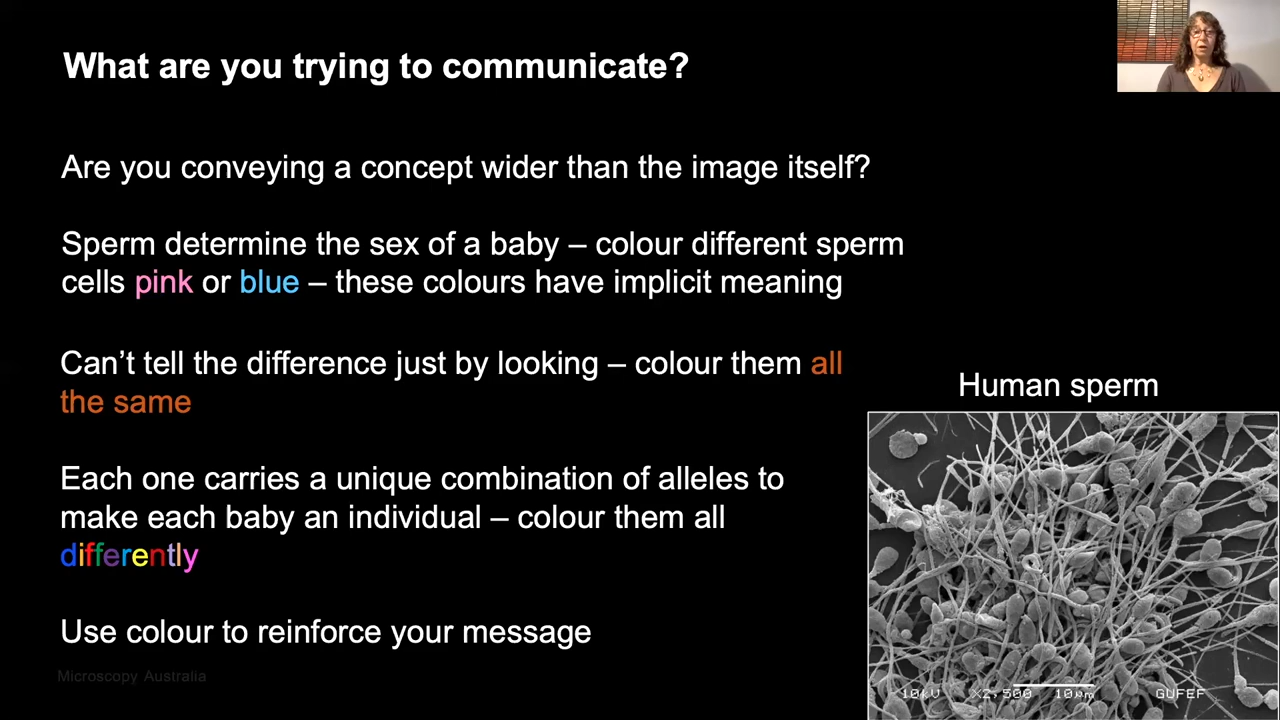 What are you trying to communicate?
Are you conveying a concept wider than the image itself?
Sperm determine the sex of a baby – colour different sperm
cells pink or blue – these colours have implicit meaning
Can’t tell the difference just by looking – colour them all
the same
Each one carries a unique combination of alleles to
make each baby an individual – colour them all
differently
Use colour to reinforce your message
Microscopy Australia
Human sperm
10kV X2,500 10µm GUFEF